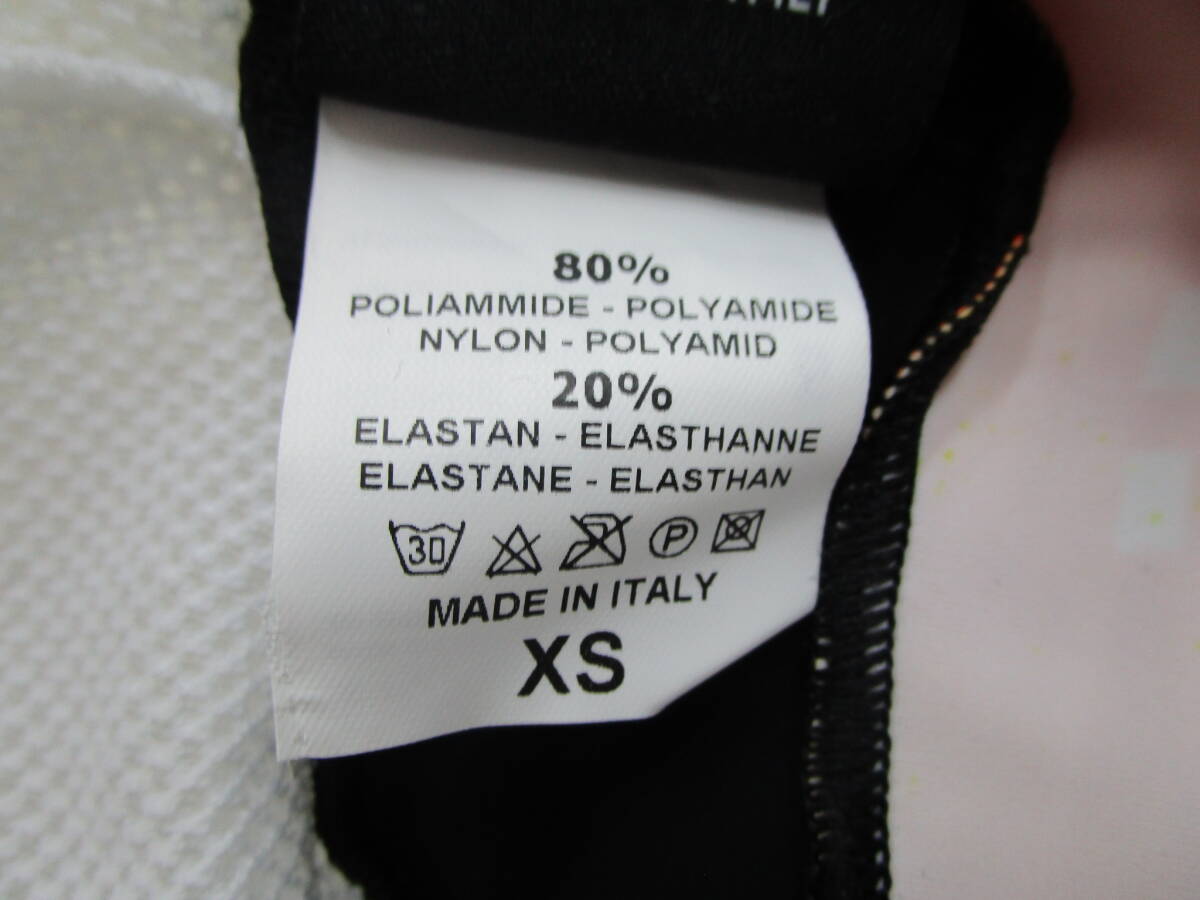 80%
POLIAMMIDE - POLYAMIDE
NYLON - POLYAMID
20%
ELASTAN - ELASTHANNE
ELASTANE - ELASTHAN
30 P
MADE IN ITALY
XS